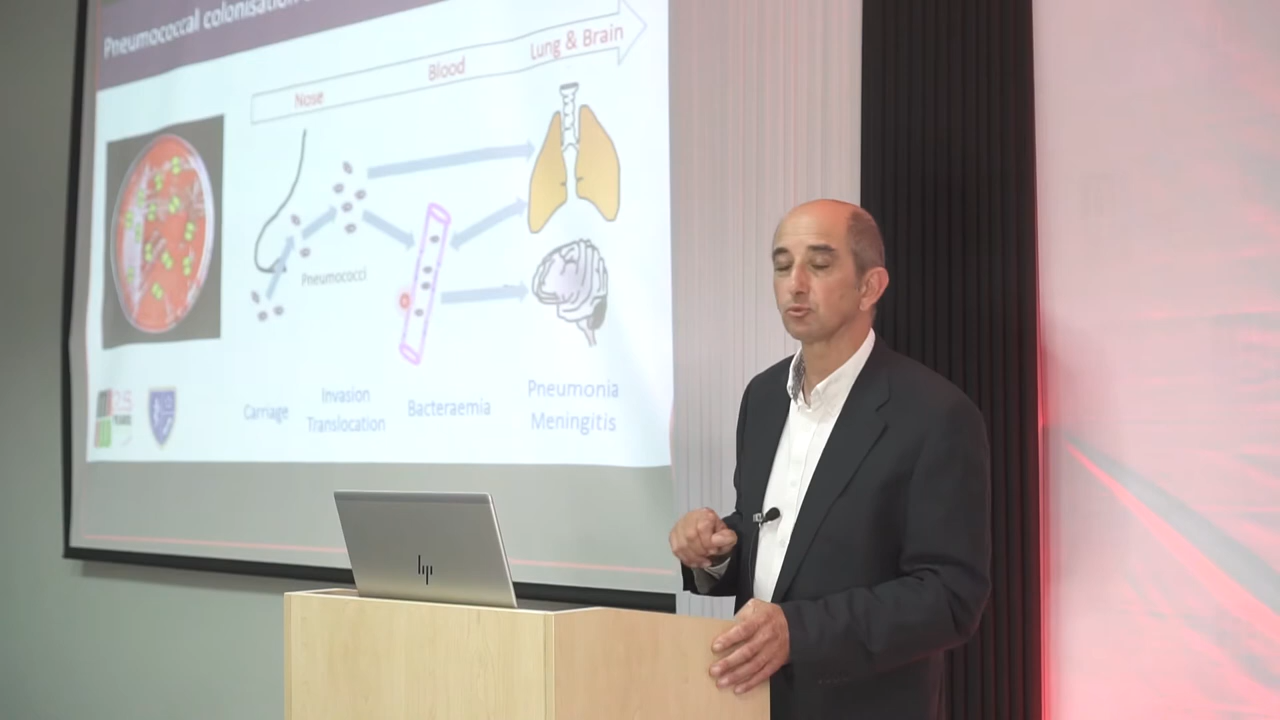 Pneumococcal colonisation
Lung & Brain
Blood
Nose
Pneumococci
Carriage
Invasion
Translocation
Bacteraemia
Pneumonia
Meningitis
hp